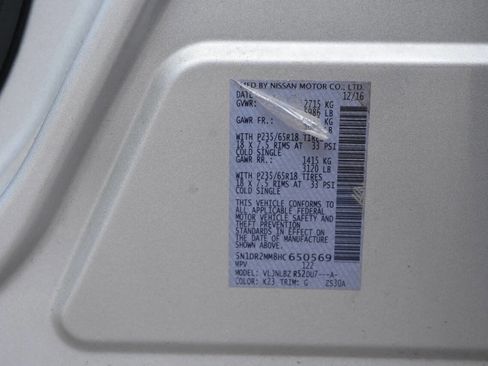 MFD BY NISSAN MOTOR CO., LTD.
DATE 12/16
GVWR: 2715 KG
5986 LB
GAWR FR.: KG
LB
WITH P235/65R18 TIRES
18 X 7.5 RIMS AT 33 PSI
COLD SINGLE
GAWR RR.: 1415 KG
3120 LB
WITH P235/65R18 TIRES
18 X 7.5 RIMS AT 33 PSI
COLD SINGLE
THIS VEHICLE CONFORMS TO
ALL APPLICABLE FEDERAL
MOTOR VEHICLE SAFETY AND
THEFT PREVENTION
STANDARDS IN EFFECT ON
THE DATE OF MANUFACTURE
SHOWN ABOVE.
5N1DR2MM8HC650569
MPV 122
MODEL: R52DU7---A-
COLOR: K23 TRIM: G